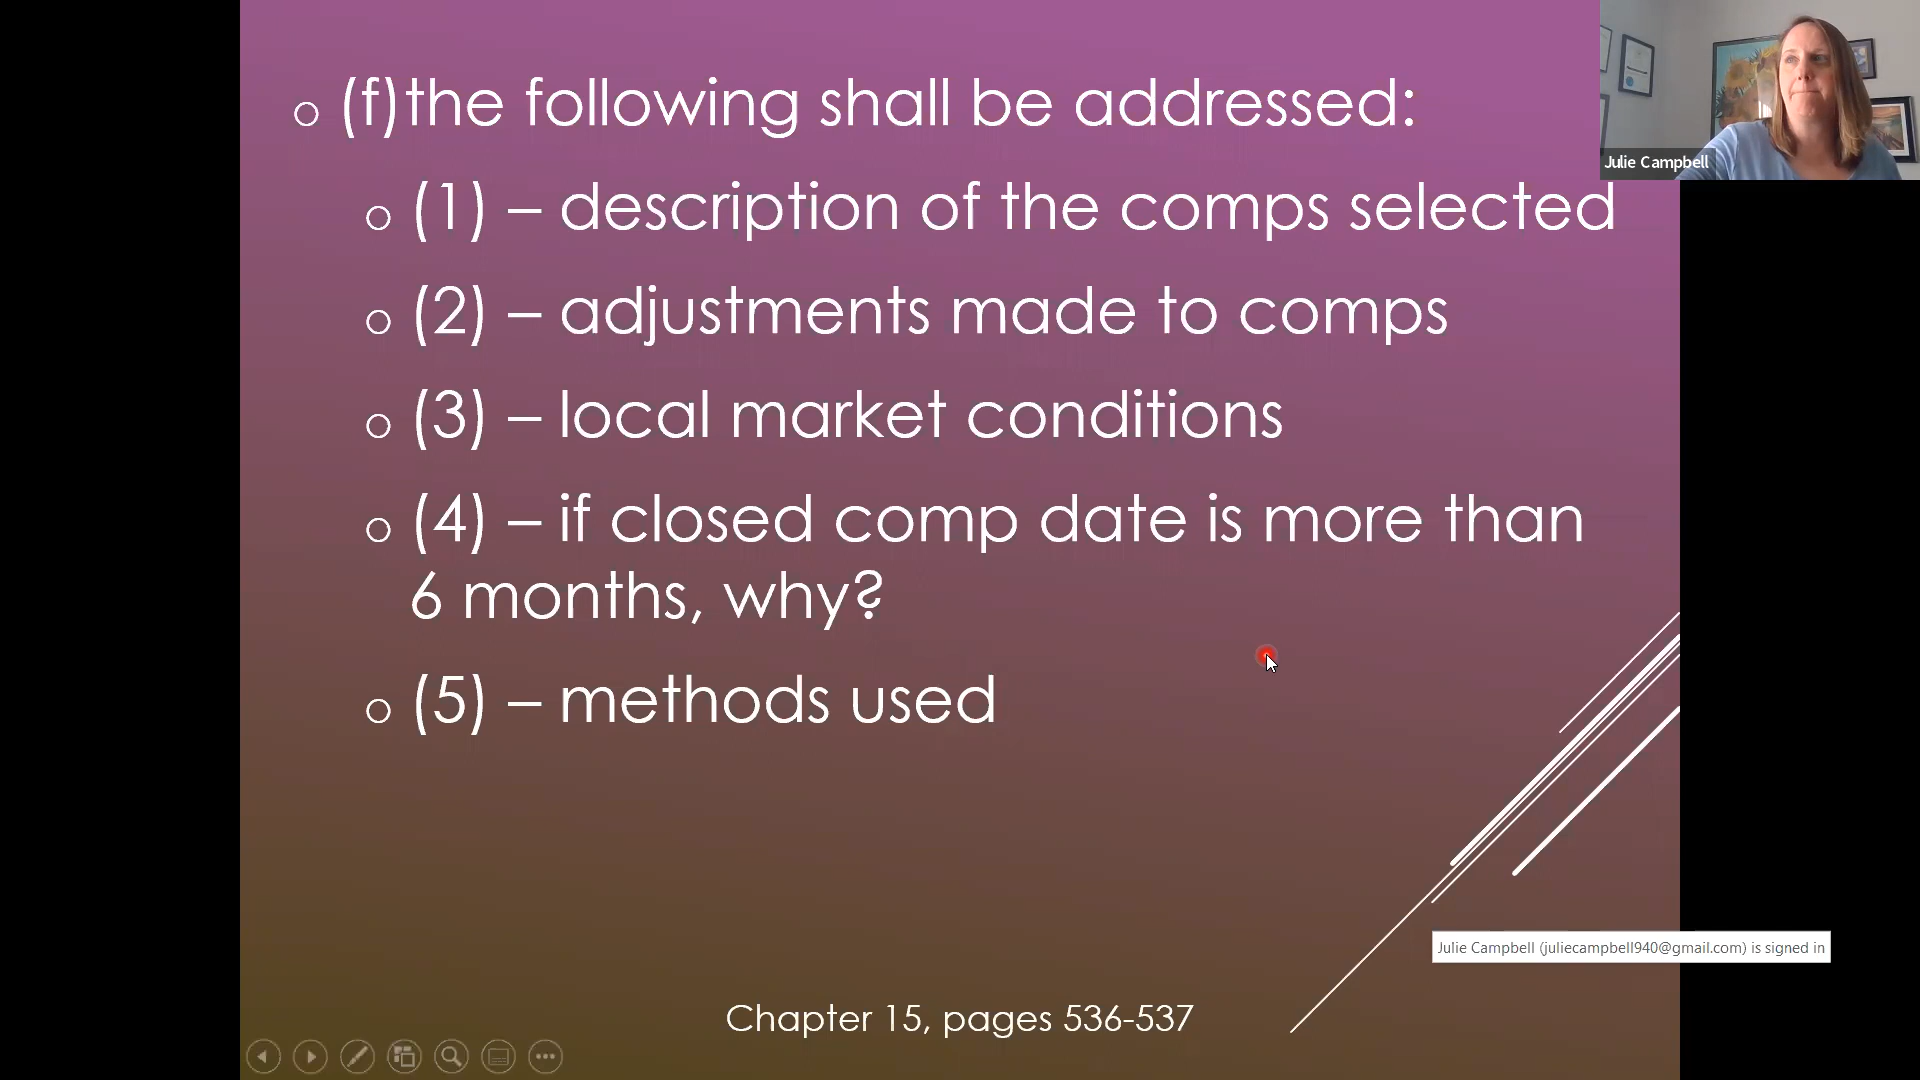 (f)the following shall be addressed:
(1) – description of the comps selected
(2) – adjustments made to comps
(3) – local market conditions
(4) – if closed comp date is more than
6 months, why?
(5) – methods used
Chapter 15, pages 536-537
Julie Campbell
Julie Campbell (juliecampbell940@gmail.com) is signed in